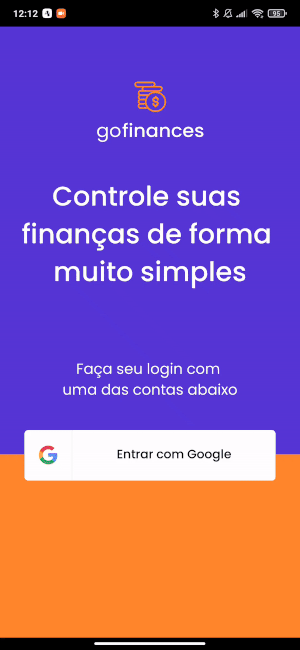 12:12
95
gofinances
Controle suas
finanças de forma
muito simples
Faça seu login com
uma das contas abaixo
Entrar com Google